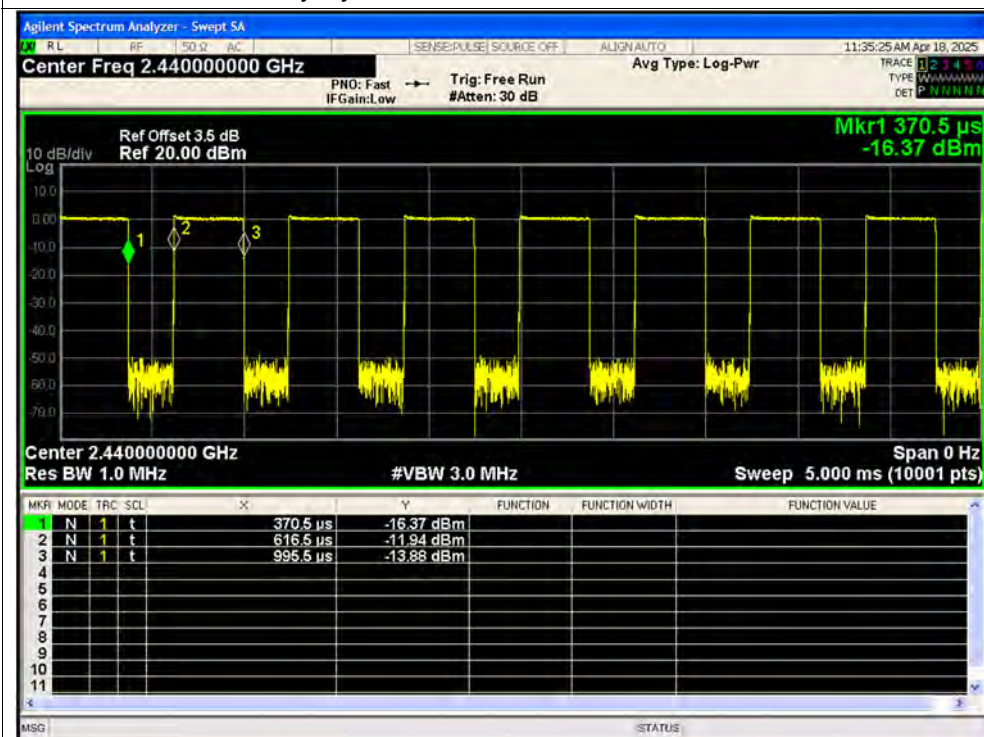 Agilent Spectrum Analyzer - Swept SA
LXI RL RF 50 Ω AC SENSE:PULSE SOURCE OFF ALIGN AUTO 11:35:25 AM Apr 18, 2025
Center Freq 2.440000000 GHz Avg Type: Log-Pwr TRACE 1 2 3 4 5 6
PNO: Fast Trig: Free Run TYPE WWWWWW
IFGain:Low #Atten: 30 dB DET P N N N N N
Mkr1 370.5 µs
-16.37 dBm
Ref Offset 3.5 dB
10 dB/div Ref 20.00 dBm
Log
10.0
0.00
-10.0
-20.0
-30.0
-40.0
-50.0
-60.0
-70.0
1 2 3
Center 2.440000000 GHz Span 0 Hz
Res BW 1.0 MHz #VBW 3.0 MHz Sweep 5.000 ms (10001 pts)
MKR MODE TRC SCL X Y FUNCTION FUNCTION WIDTH FUNCTION VALUE
1 N 1 t 370.5 µs -16.37 dBm
2 N 1 t 616.5 µs -11.94 dBm
3 N 1 t 995.5 µs -13.88 dBm
4
5
6
7
8
9
10
11
MSG STATUS